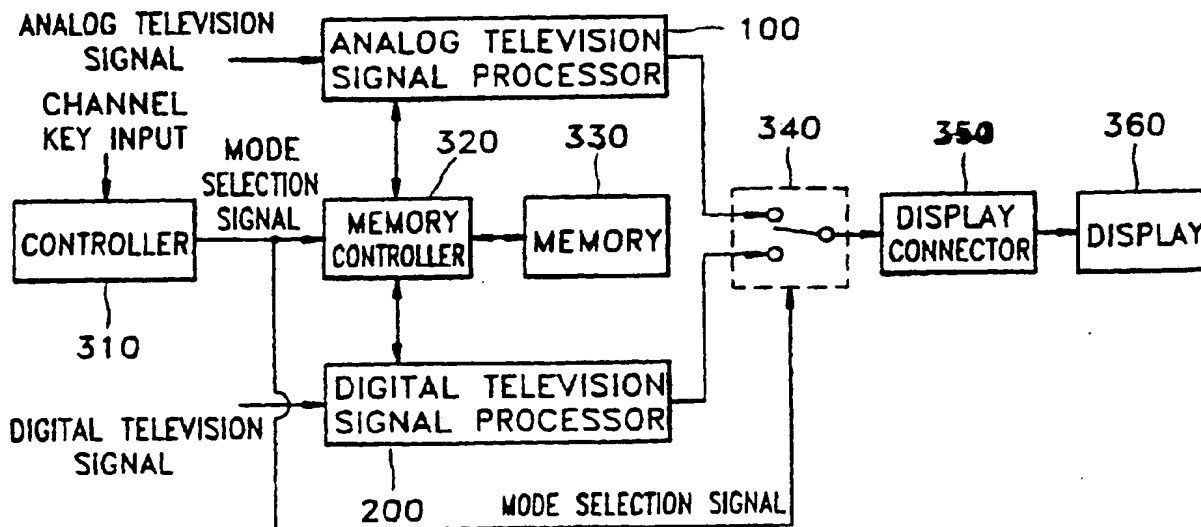 ANALOG TELEVISION
SIGNAL
ANALOG TELEVISION
SIGNAL PROCESSOR
100
CHANNEL
KEY INPUT
MODE
SELECTION
SIGNAL
320
330
340
350
360
CONTROLLER
MEMORY
CONTROLLER
MEMORY
DISPLAY
CONNECTOR
DISPLAY
310
DIGITAL TELEVISION
SIGNAL
DIGITAL TELEVISION
SIGNAL PROCESSOR
200
MODE SELECTION SIGNAL